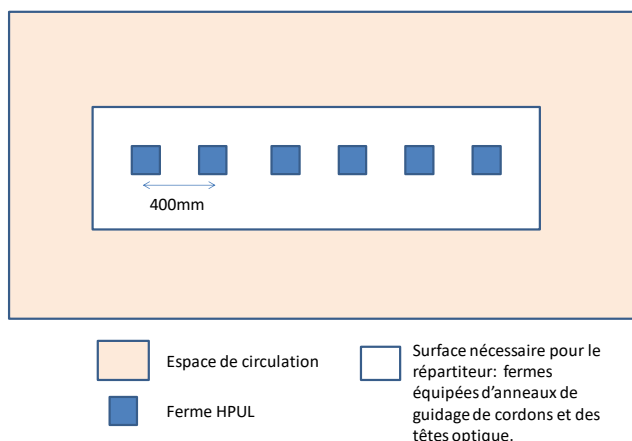 400mm
Espace de circulation
Ferme HPUL
Surface nécessaire pour le
répartiteur: fermes
équipées d’anneaux de
guidage de cordons et des
têtes optique.